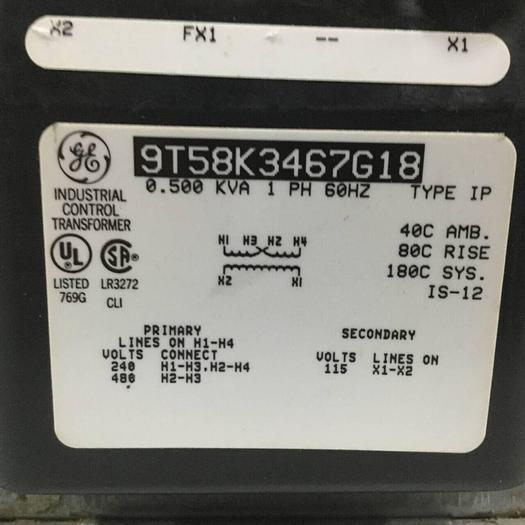 X2 FX1 -- X1
GE
9T58K3467G18
0.500 KVA 1 PH 60HZ TYPE IP
INDUSTRIAL
CONTROL
TRANSFORMER
40C AMB.
80C RISE
180C SYS.
IS-12
H1 H3 H2 H4
X2 X1
UL SA
LISTED LR3272
769G CLI
PRIMARY
LINES ON H1-H4
VOLTS CONNECT
240 H1-H3,H2-H4
480 H2-H3
SECONDARY
VOLTS LINES ON
115 X1-X2